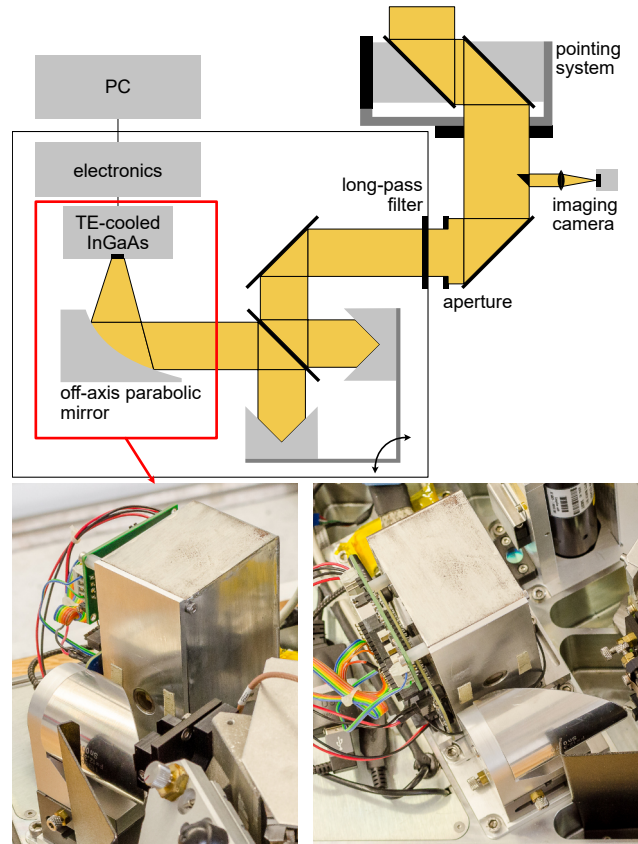 pointing
system
PC
electronics
long-pass
filter
imaging
camera
TE-cooled
InGaAs
aperture
off-axis parabolic
mirror